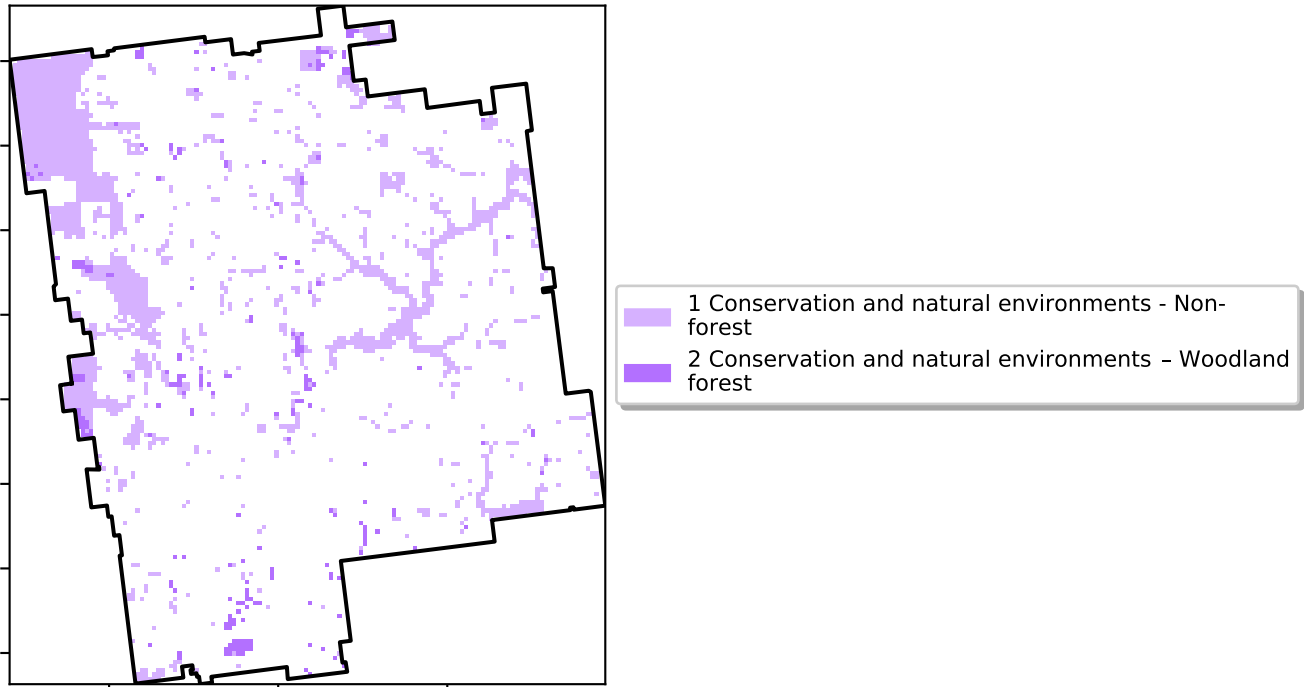 1 Conservation and natural environments - Non-
forest
2 Conservation and natural environments – Woodland
forest